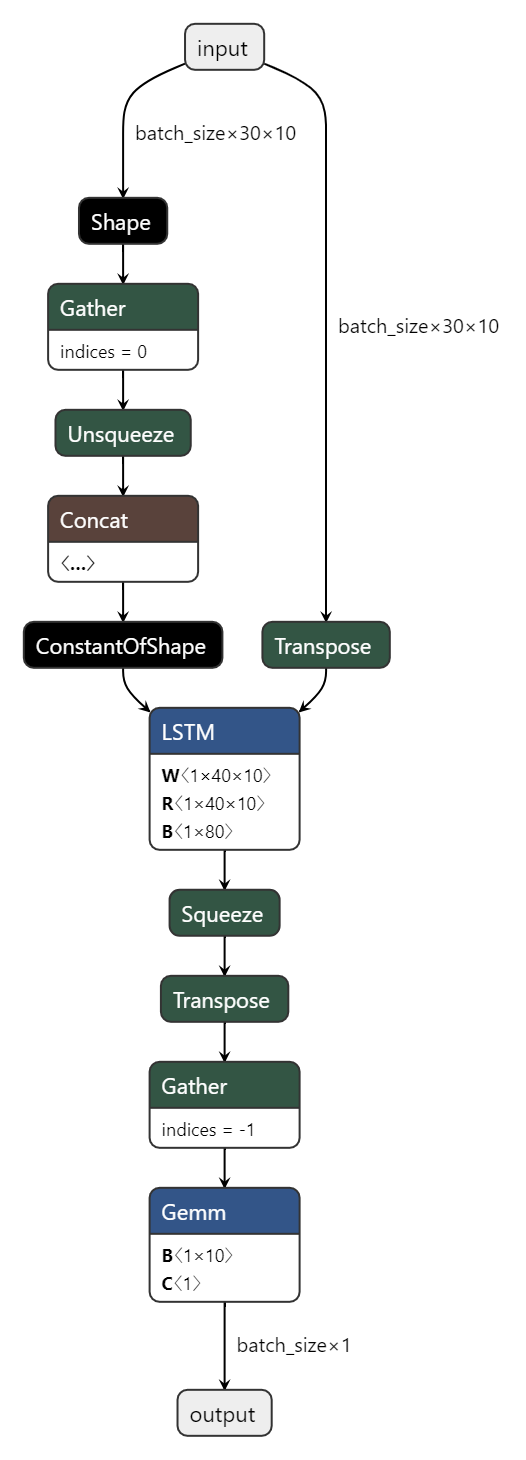 input
batch_size×30×10
Shape
Gather
indices = 0
batch_size×30×10
Unsqueeze
Concat
〈...〉
ConstantOfShape
Transpose
LSTM
W〈1×40×10〉
R〈1×40×10〉
B〈1×80〉
Squeeze
Transpose
Gather
indices = -1
Gemm
B〈1×10〉
C〈1〉
batch_size×1
output